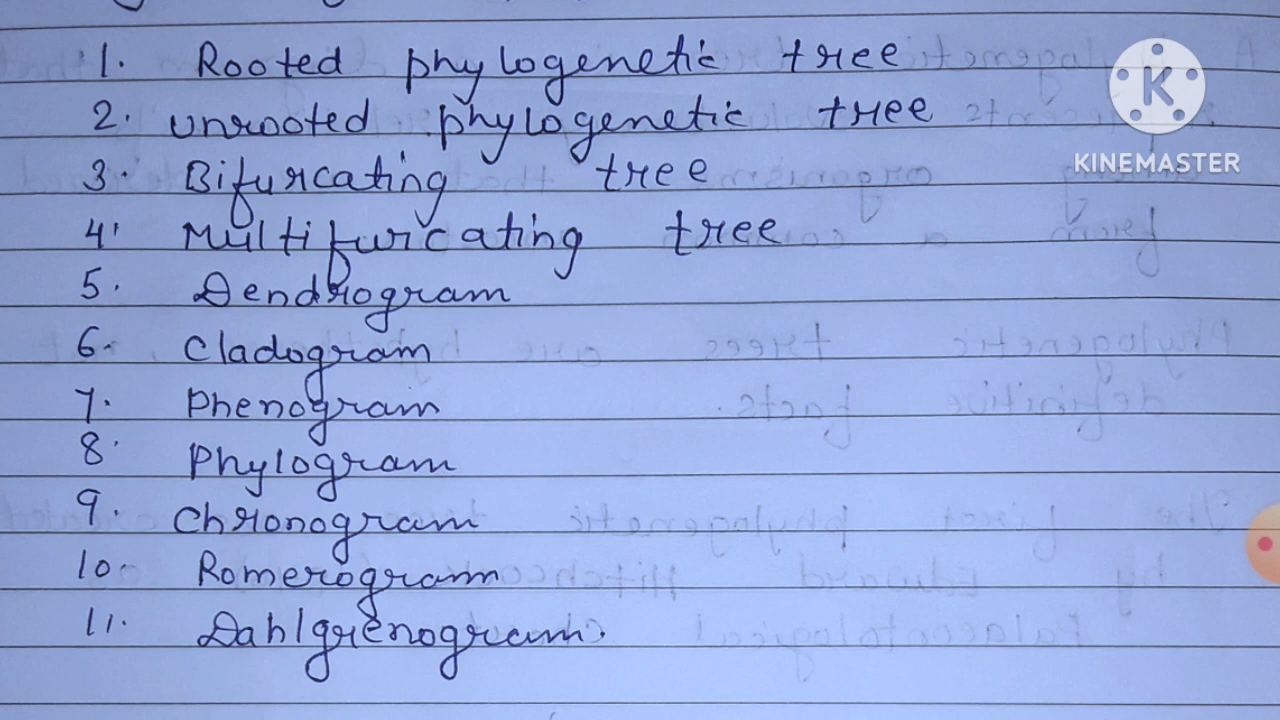 1. Rooted phylogenetic tree
2. unrooted phylogenetic tree
3. Bifurcating tree
4. Multifurcating tree
5. Dendrogram
6. Cladogram
7. Phenogram
8. Phylogram
9. Chronogram
10. Romerogram
11. Dahlgrenogram.
K
KINEMASTER